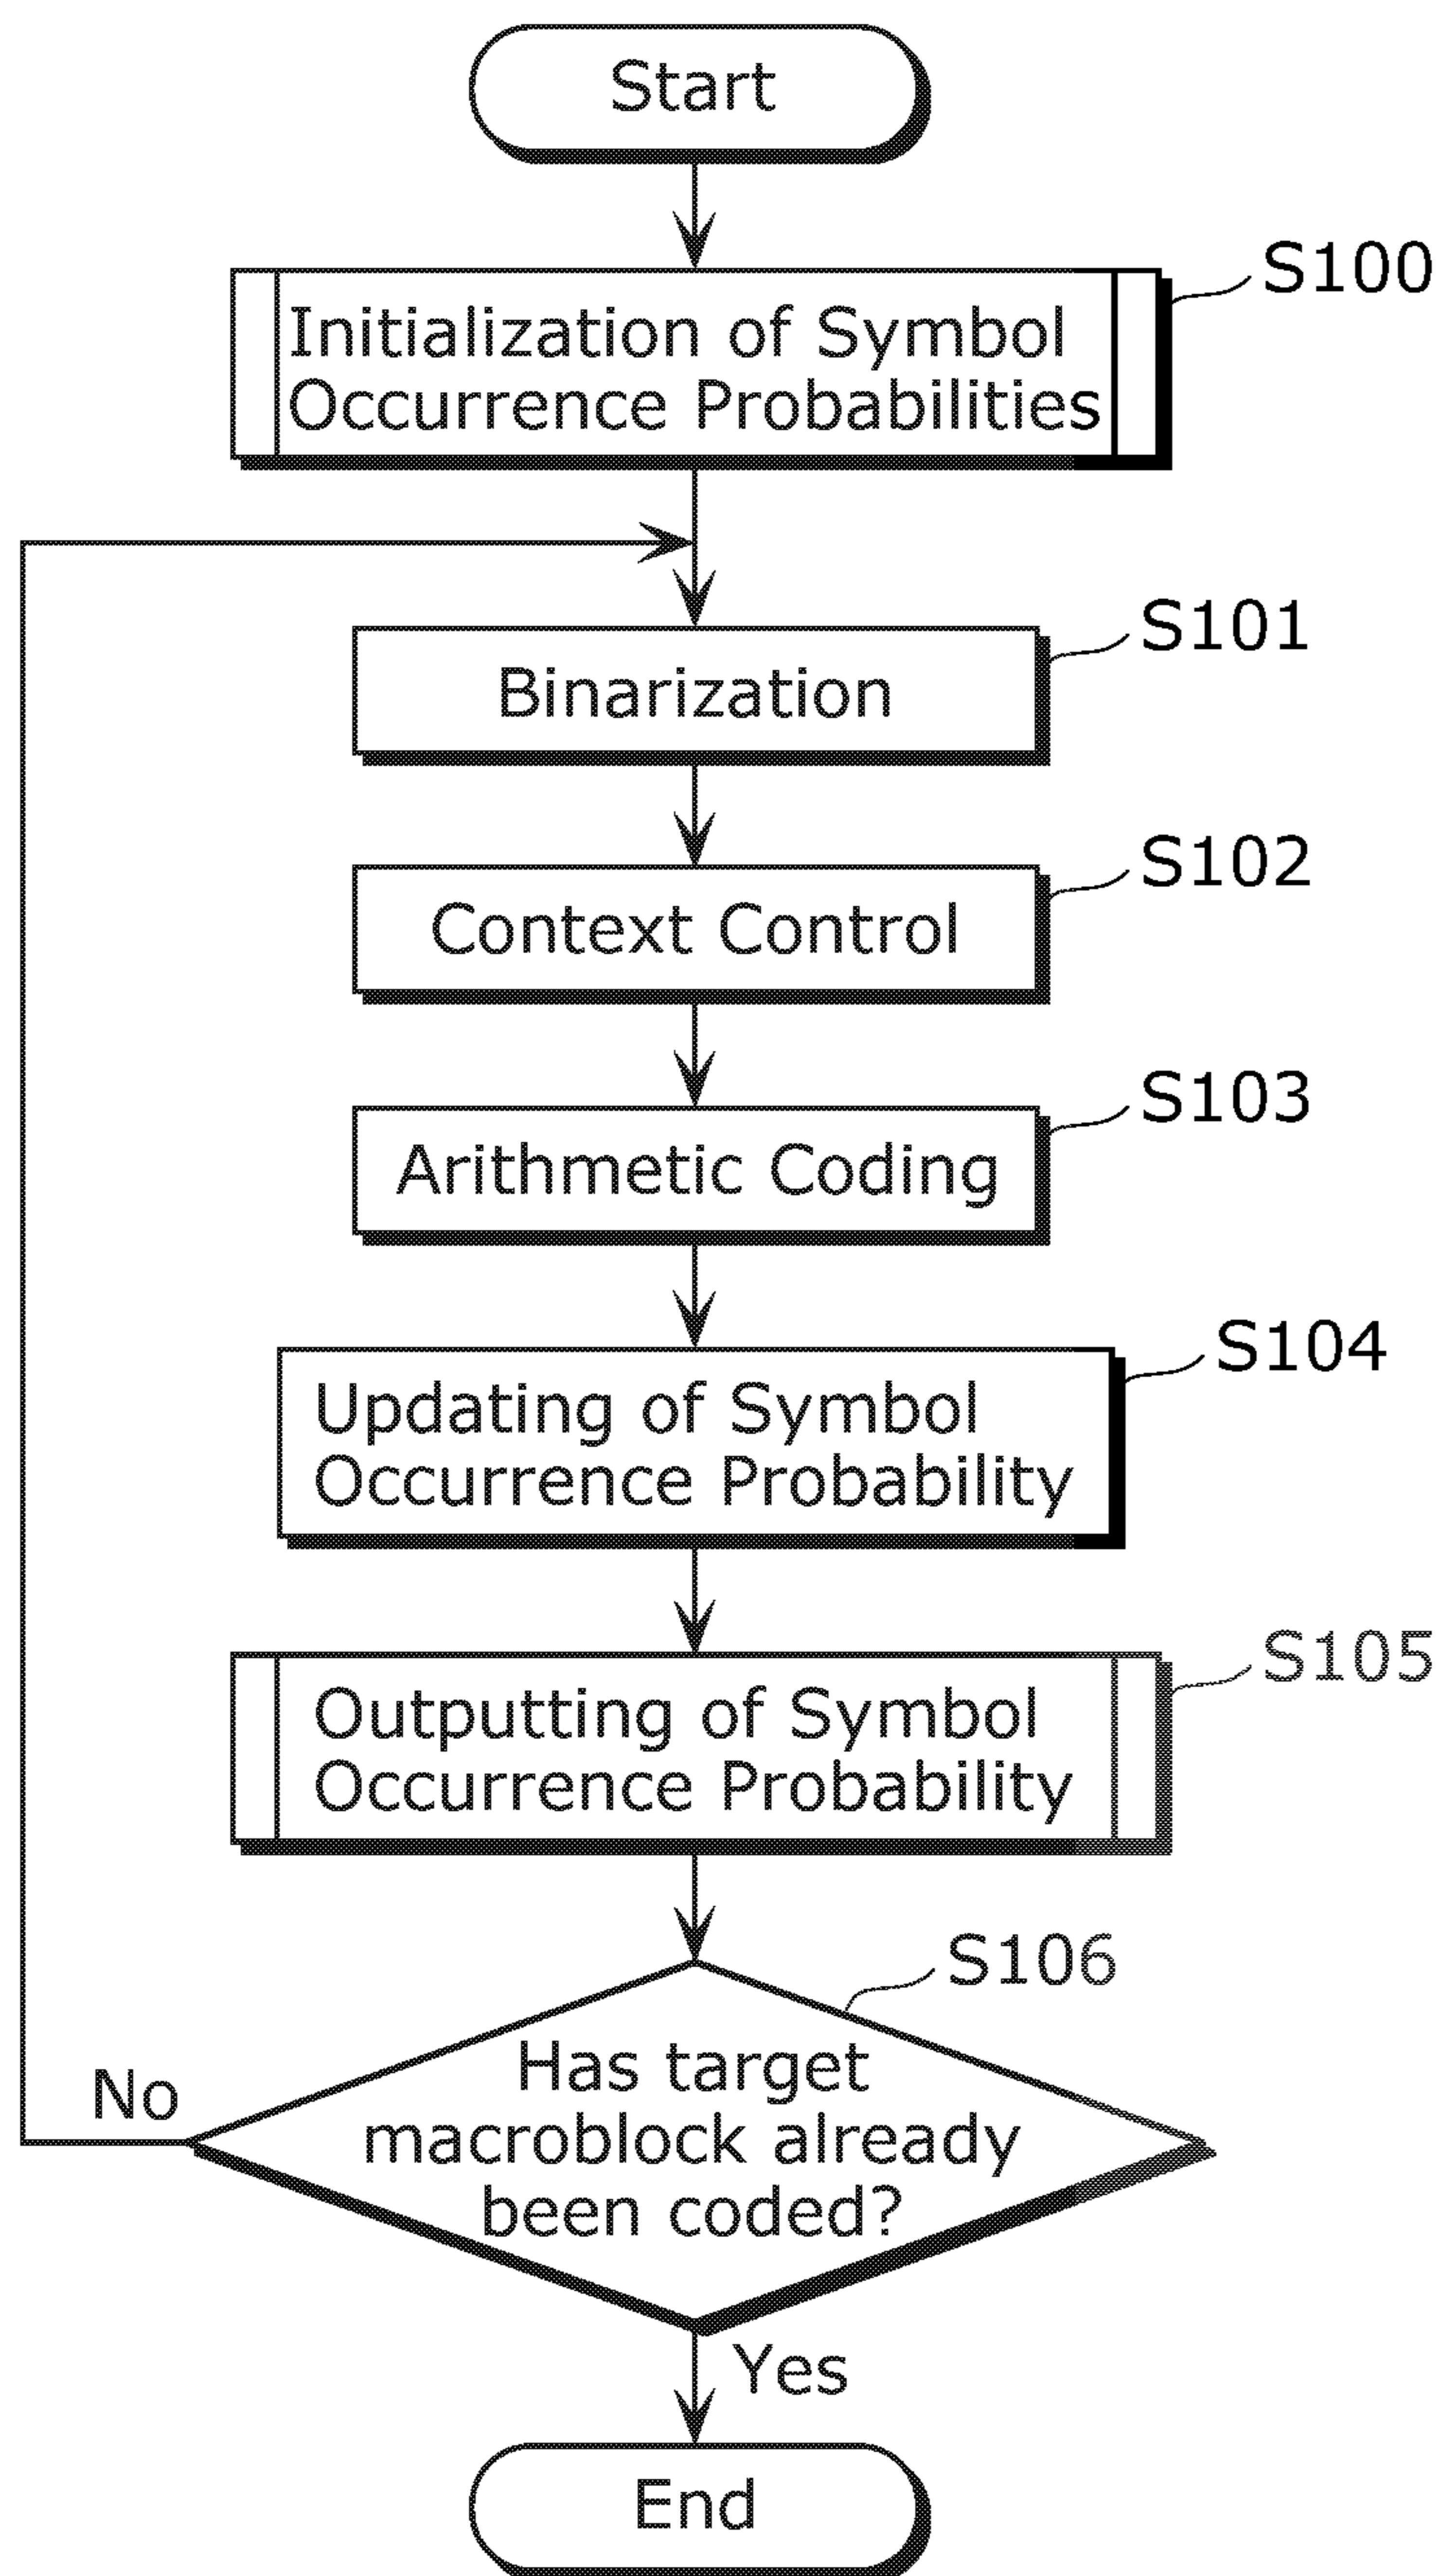 Start
S100
Initialization of Symbol
Occurrence Probabilities
S101
Binarization
S102
Context Control
S103
Arithmetic Coding
S104
Updating of Symbol
Occurrence Probability
S105
Outputting of Symbol
Occurrence Probability
S106
Has target
macroblock already
been coded?
No
Yes
End